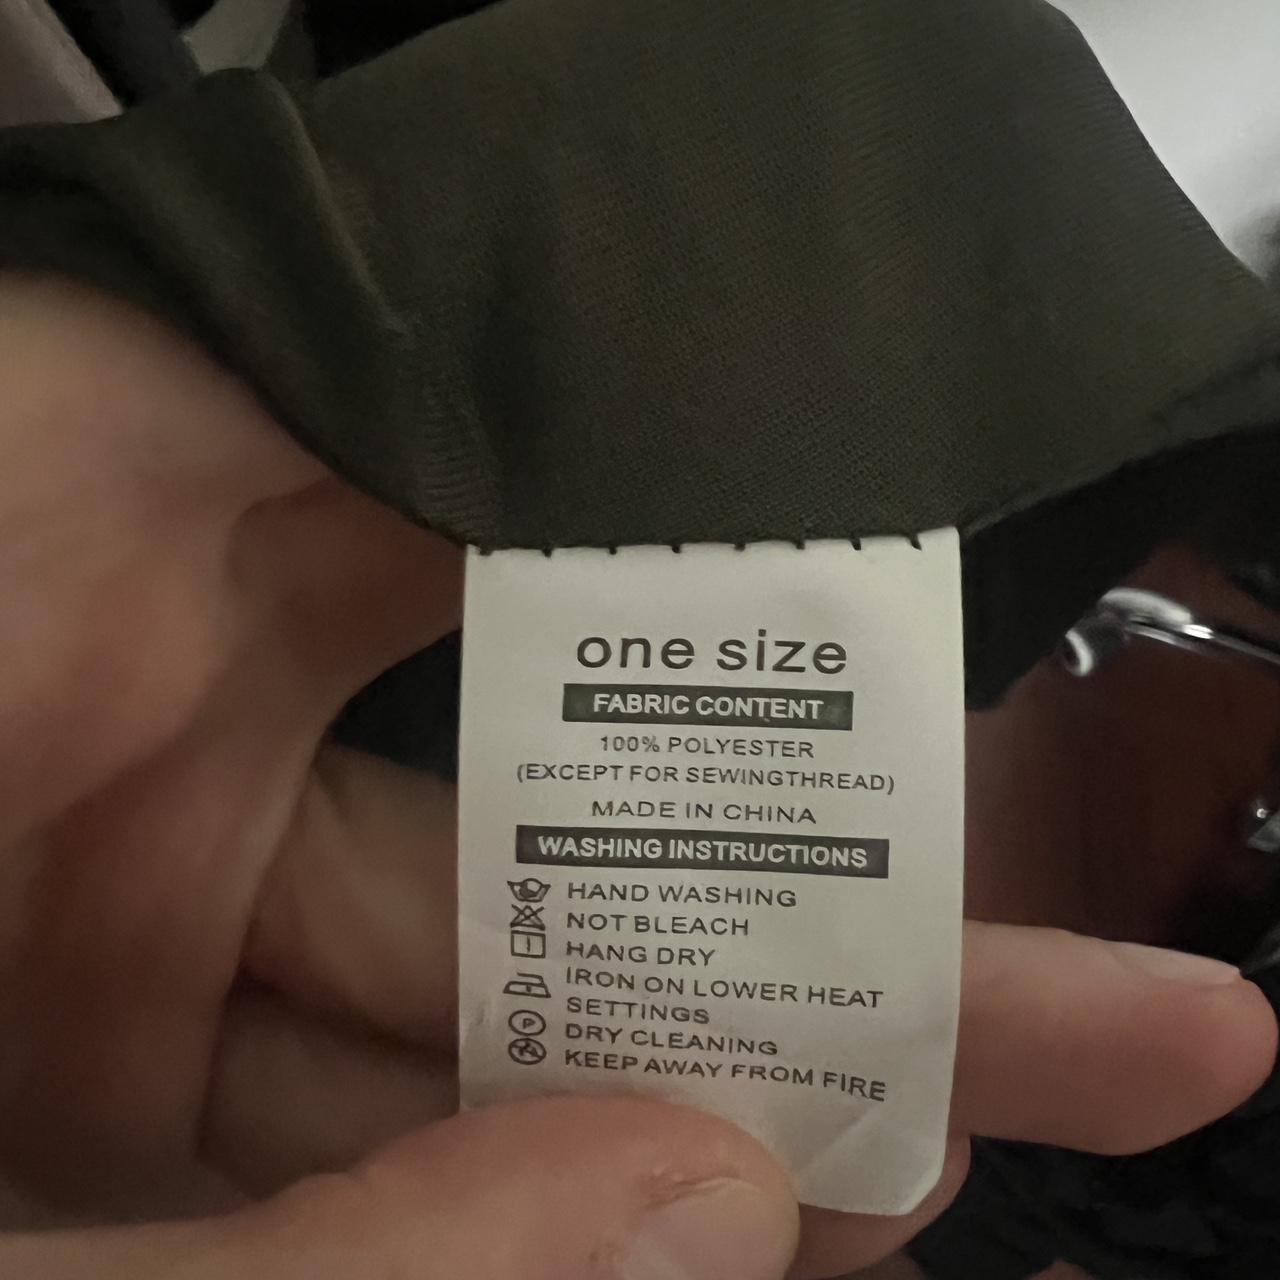 one size
FABRIC CONTENT
100% POLYESTER
(EXCEPT FOR SEWINGTHREAD)
MADE IN CHINA
WASHING INSTRUCTIONS
HAND WASHING
NOT BLEACH
HANG DRY
IRON ON LOWER HEAT
SETTINGS
P DRY CLEANING
KEEP AWAY FROM FIRE